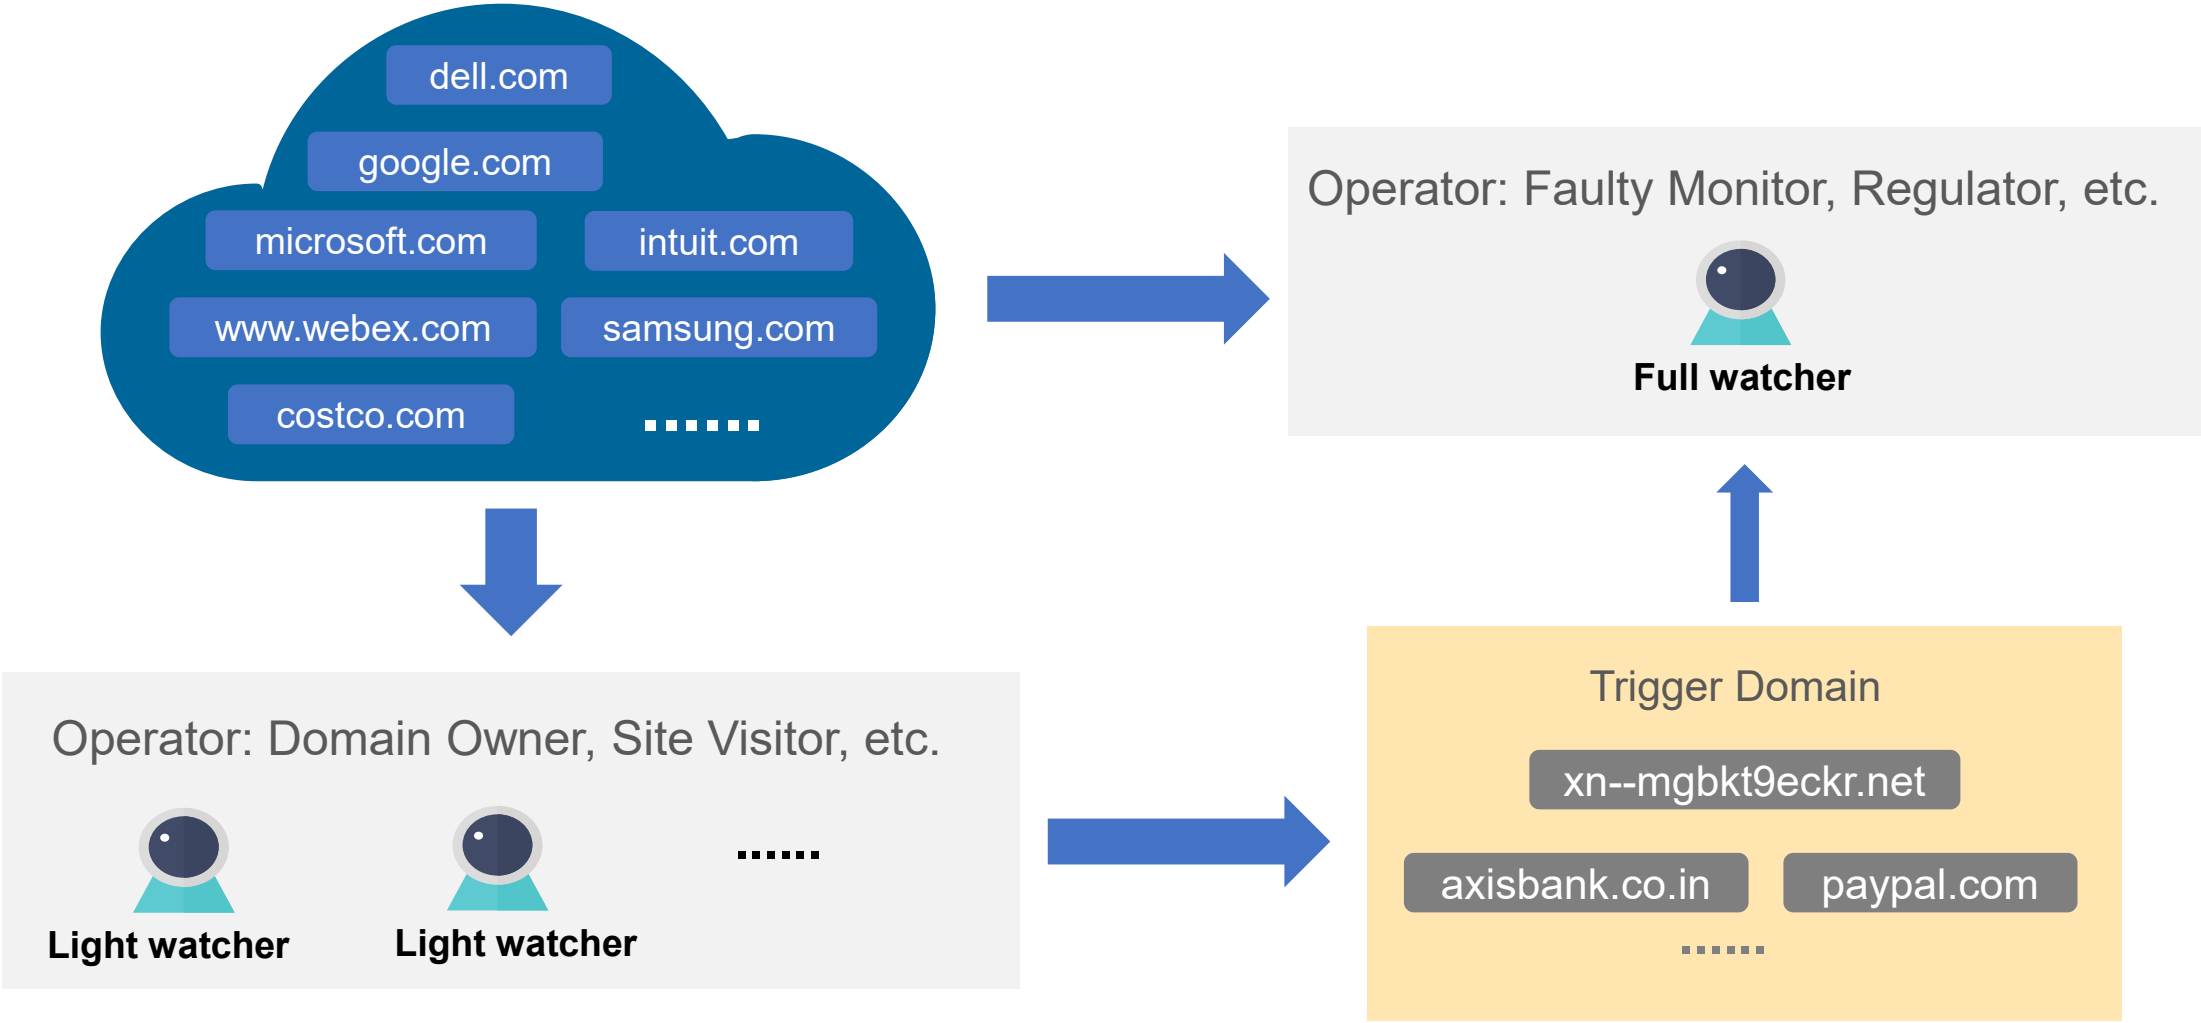 dell.com
google.com
microsoft.com
intuit.com
www.webex.com
samsung.com
costco.com
......
Operator: Faulty Monitor, Regulator, etc.
Full watcher
Operator: Domain Owner, Site Visitor, etc.
Light watcher
Light watcher
......
Trigger Domain
xn--mgbkt9eckr.net
axisbank.co.in
paypal.com
......